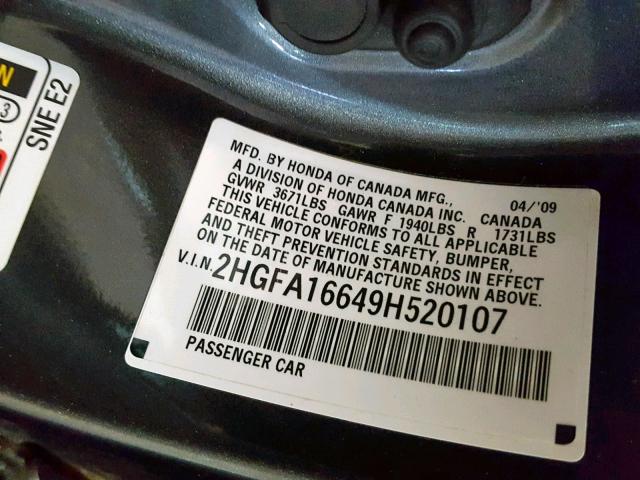 N
3
SNE E2
MFD. BY HONDA OF CANADA MFG., 04/'09
A DIVISION OF HONDA CANADA INC. CANADA
GVWR 3671LBS GAWR F 1940LBS R 1731LBS
THIS VEHICLE CONFORMS TO ALL APPLICABLE
FEDERAL MOTOR VEHICLE SAFETY, BUMPER,
AND THEFT PREVENTION STANDARDS IN EFFECT
ON THE DATE OF MANUFACTURE SHOWN ABOVE.
V.I.N. 2HGFA16649H520107
PASSENGER CAR